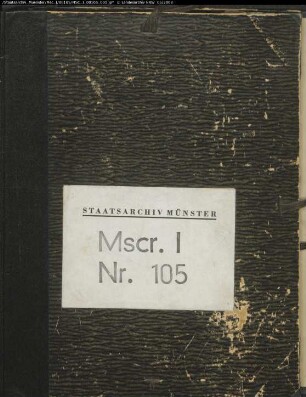 STAATSARCHIV MÜNSTER
Mscr. I
Nr. 105